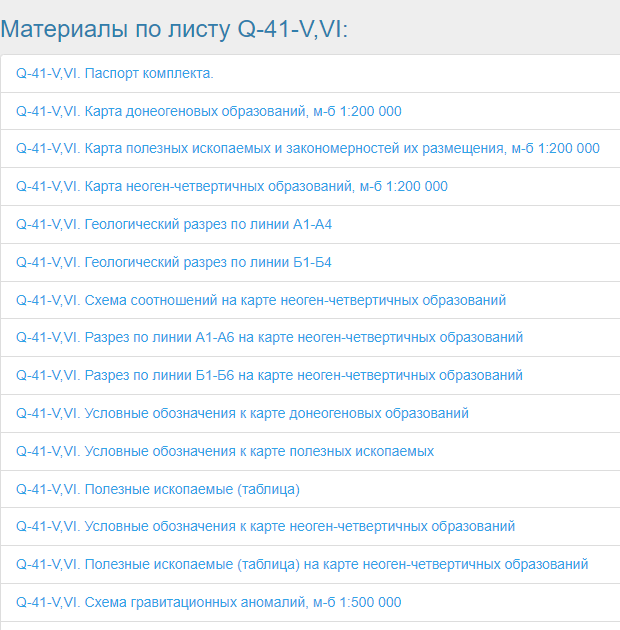 Материалы по листу Q-41-V,VI:
Q-41-V,VI. Паспорт комплекта.
Q-41-V,VI. Карта донеогеновых образований, м-б 1:200 000
Q-41-V,VI. Карта полезных ископаемых и закономерностей их размещения, м-б 1:200 000
Q-41-V,VI. Карта неоген-четвертичных образований, м-б 1:200 000
Q-41-V,VI. Геологический разрез по линии А1-А4
Q-41-V,VI. Геологический разрез по линии Б1-Б4
Q-41-V,VI. Схема соотношений на карте неоген-четвертичных образований
Q-41-V,VI. Разрез по линии А1-А6 на карте неоген-четвертичных образований
Q-41-V,VI. Разрез по линии Б1-Б6 на карте неоген-четвертичных образований
Q-41-V,VI. Условные обозначения к карте донеогеновых образований
Q-41-V,VI. Условные обозначения к карте полезных ископаемых
Q-41-V,VI. Полезные ископаемые (таблица)
Q-41-V,VI. Условные обозначения к карте неоген-четвертичных образований
Q-41-V,VI. Полезные ископаемые (таблица) на карте неоген-четвертичных образований
Q-41-V,VI. Схема гравитационных аномалий, м-б 1:500 000